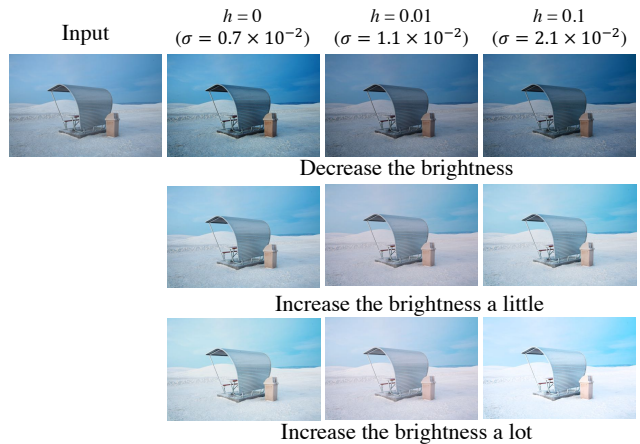 Input
h = 0
(σ = 0.7 × 10⁻²)
h = 0.01
(σ = 1.1 × 10⁻²)
h = 0.1
(σ = 2.1 × 10⁻²)
Decrease the brightness
Increase the brightness a little
Increase the brightness a lot